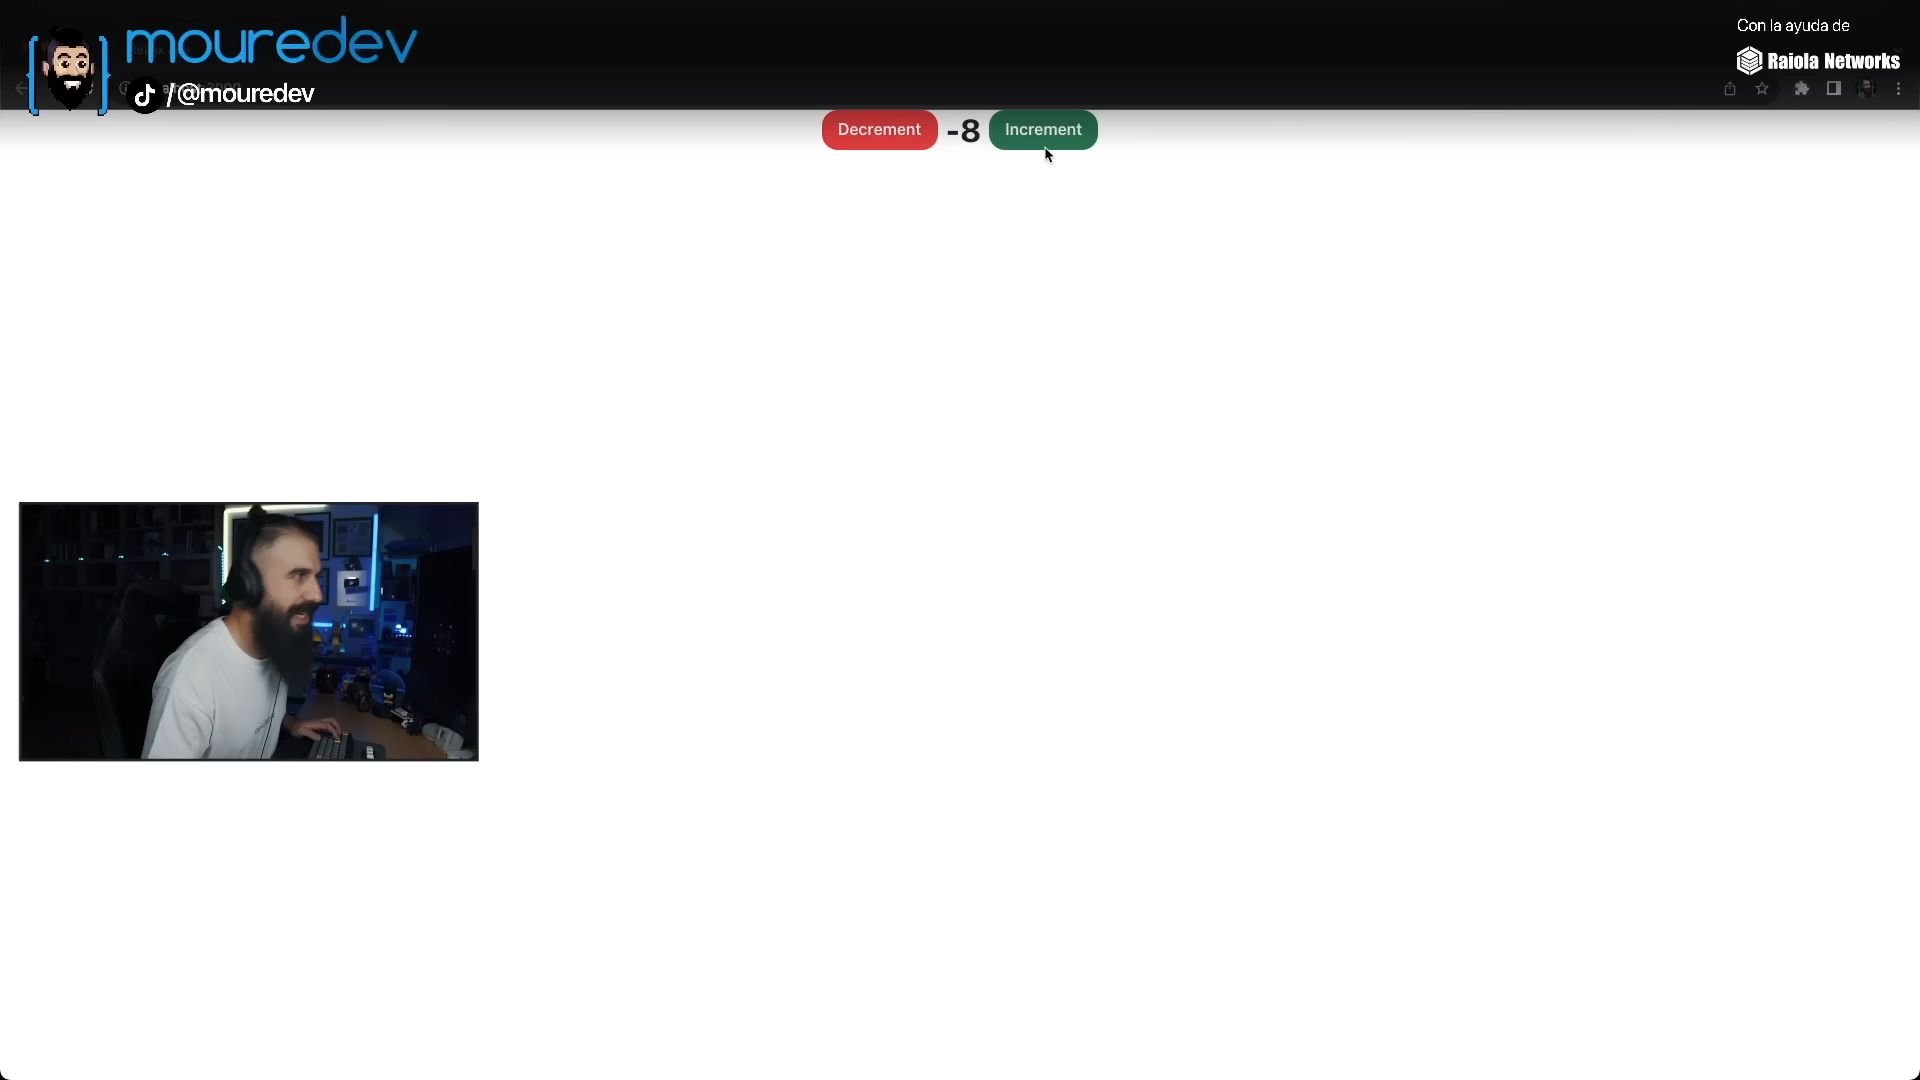 mouredev
/@mouredev
Con la ayuda de
Raiola Networks
Decrement
-8
Increment